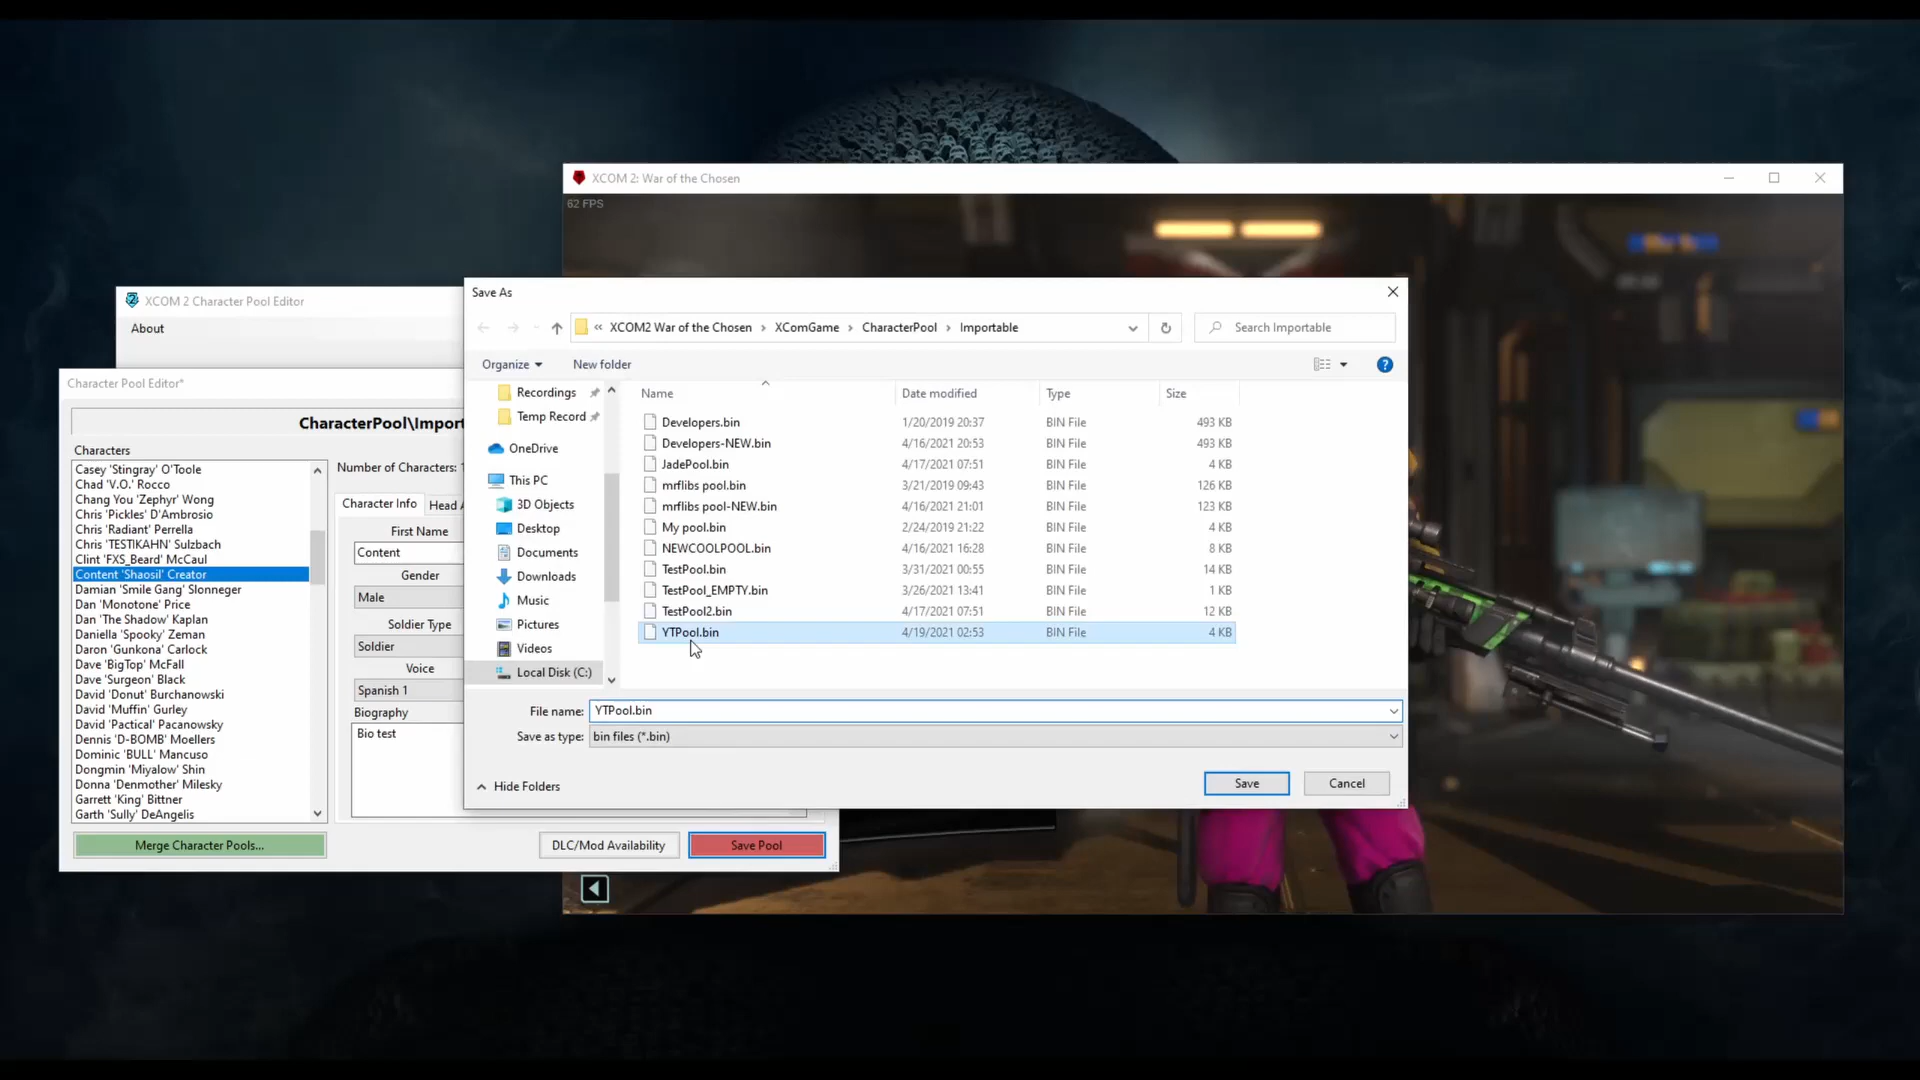 XCOM 2: War of the Chosen
62 FPS
XCOM 2 Character Pool Editor
About
Character Pool Editor*
CharacterPool\Import
Characters
Casey 'Stingray' O'Toole
Chad 'V.O.' Rocco
Chang You 'Zephyr' Wong
Chris 'Pickles' D'Ambrosio
Chris 'Radiant' Perrella
Chris 'TESTIKAHN' Sulzbach
Clint 'FXS_Beard' McCaul
Content 'Shaosil' Creator
Damian 'Smile Gang' Slonneger
Dan 'Monotone' Price
Dan 'The Shadow' Kaplan
Daniella 'Spooky' Zeman
Daron 'Gunkona' Carlock
Dave 'BigTop' McFall
Dave 'Surgeon' Black
David 'Donut' Burchanowski
David 'Muffin' Gurley
David 'Pactical' Pacanowsky
Dennis 'D-BOMB' Moellers
Dominic 'BULL' Mancuso
Dongmin 'Miyalow' Shin
Donna 'Denmother' Milesky
Garrett 'King' Bittner
Garth 'Sully' DeAngelis
Merge Character Pools...
Number of Characters: 1
Character Info
Head A
First Name
Content
Gender
Male
Soldier Type
Soldier
Voice
Spanish 1
Biography
Bio test
DLC/Mod Availability
Save Pool
Save As
« XCOM2 War of the Chosen › XComGame › CharacterPool › Importable
Search Importable
Organize
New folder
Recordings
Temp Record
OneDrive
This PC
3D Objects
Desktop
Documents
Downloads
Music
Pictures
Videos
Local Disk (C:)
Name Date modified Type Size
Developers.bin 1/20/2019 20:37 BIN File 493 KB
Developers-NEW.bin 4/16/2021 20:53 BIN File 493 KB
JadePool.bin 4/17/2021 07:51 BIN File 4 KB
mrflibs pool.bin 3/21/2019 09:43 BIN File 126 KB
mrflibs pool-NEW.bin 4/16/2021 21:01 BIN File 123 KB
My pool.bin 2/24/2019 21:22 BIN File 4 KB
NEWCOOLPOOL.bin 4/16/2021 16:28 BIN File 8 KB
TestPool.bin 3/31/2021 00:55 BIN File 14 KB
TestPool_EMPTY.bin 3/26/2021 13:41 BIN File 1 KB
TestPool2.bin 4/17/2021 07:51 BIN File 12 KB
YTPool.bin 4/19/2021 02:53 BIN File 4 KB
File name: YTPool.bin
Save as type: bin files (*.bin)
Hide Folders
Save
Cancel